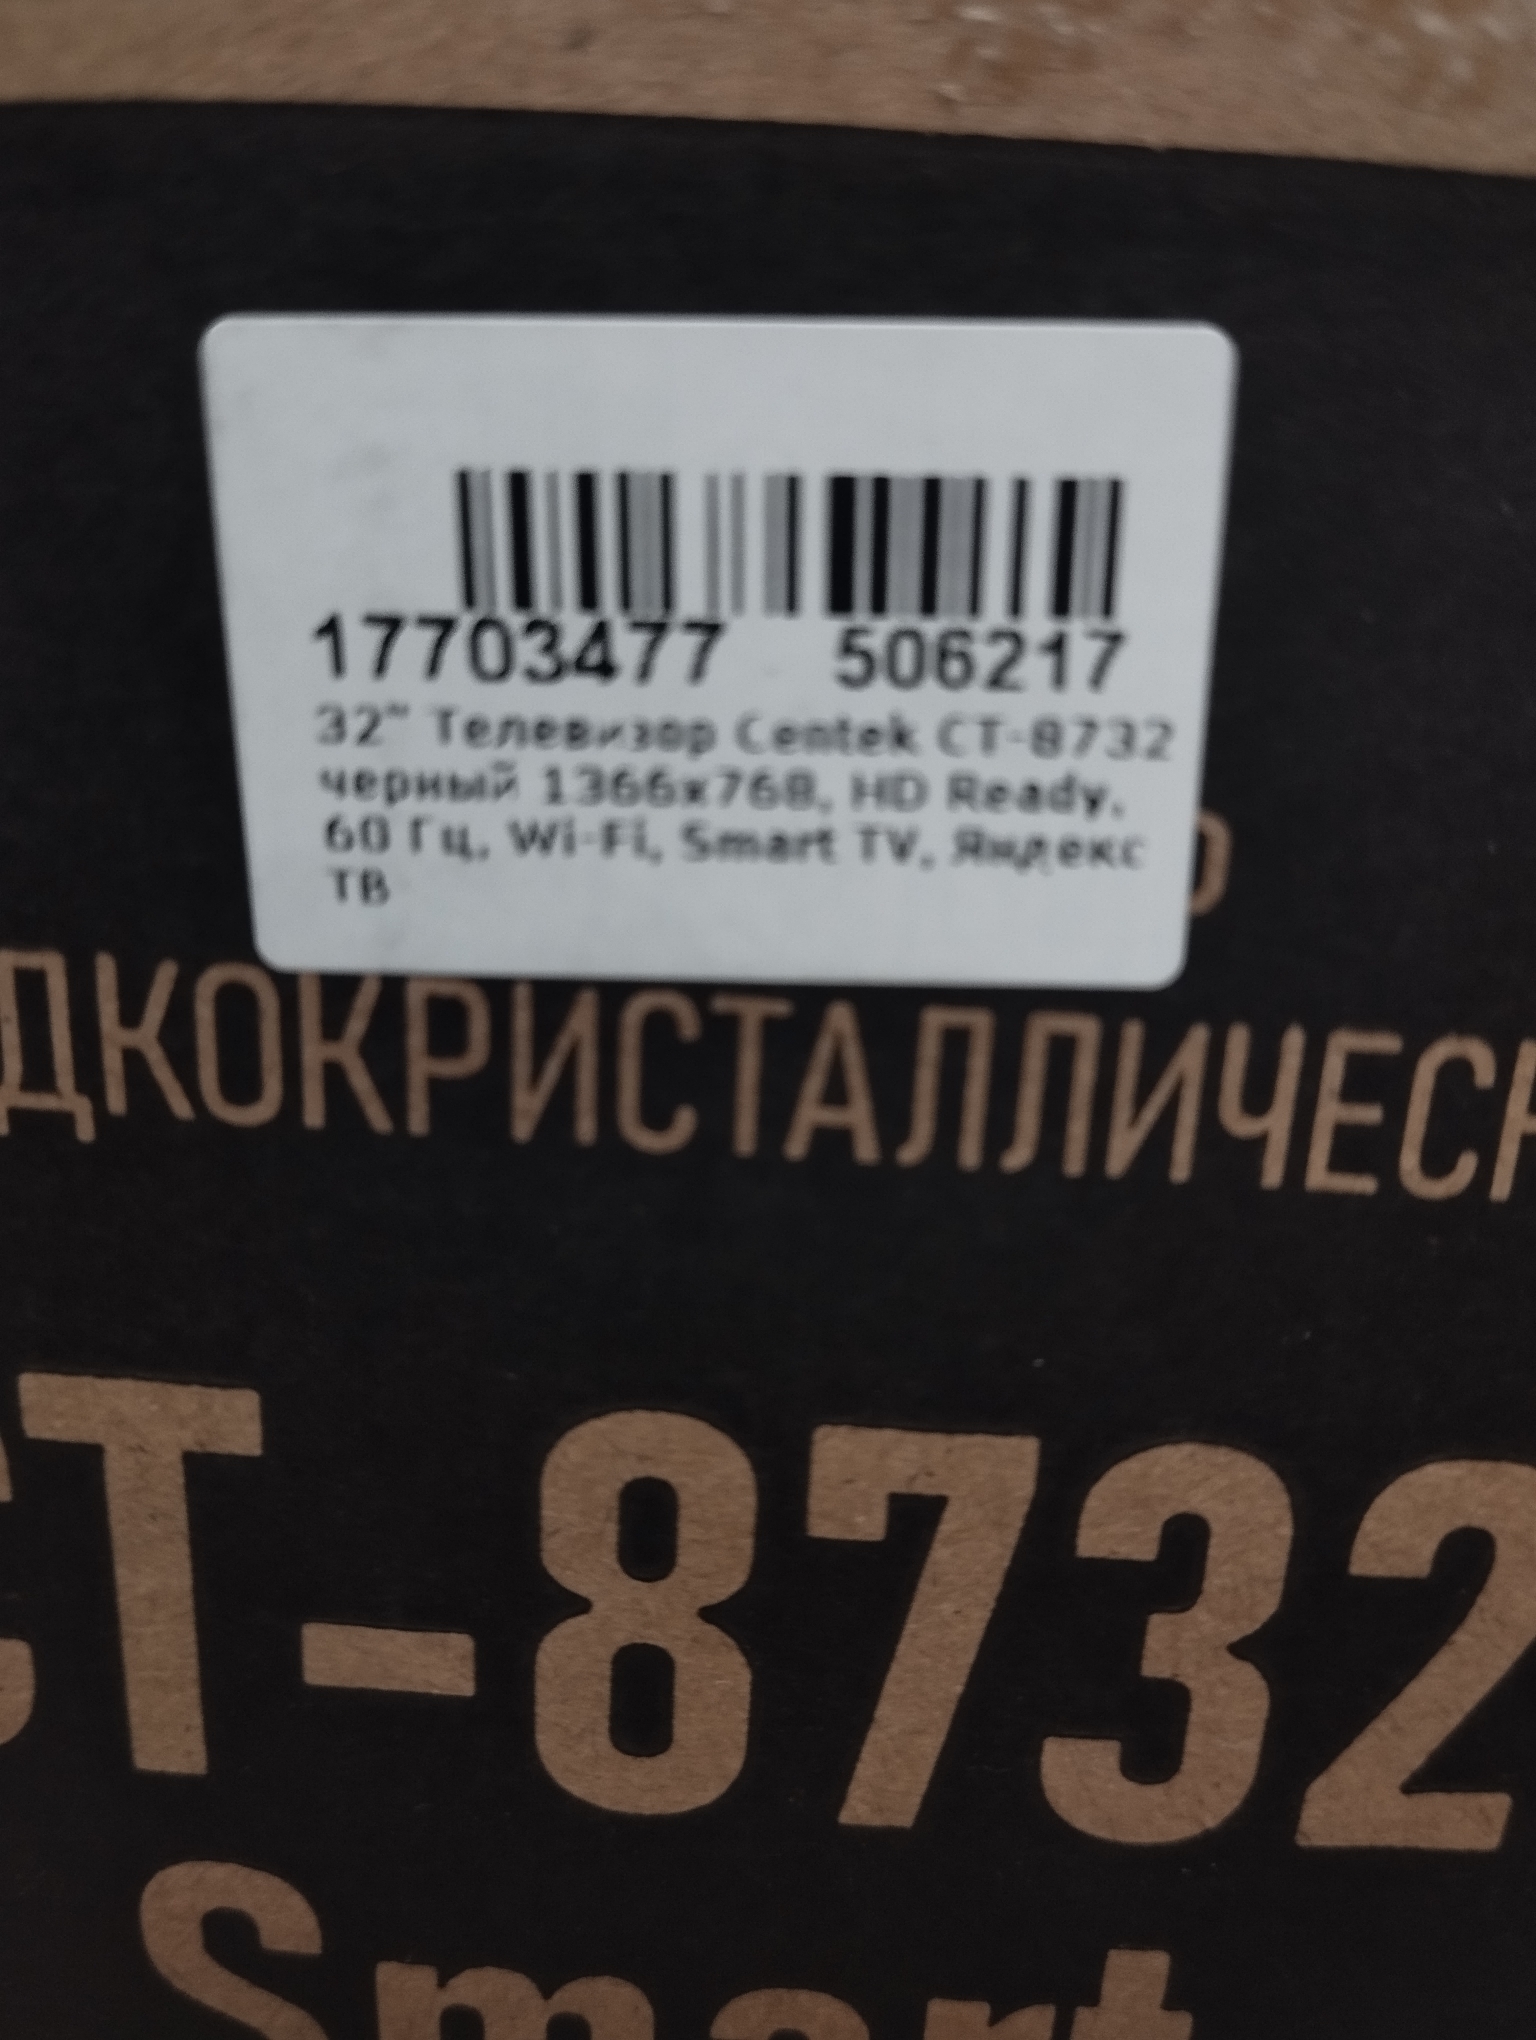 17703477 506217
32" Телевизор Centek CT-8732
черный 1366x768, HD Ready,
60 Гц, Wi-Fi, Smart TV, Яндекс
ТВ
ДКОКРИСТАЛЛИЧЕСК
CT-8732
Smart